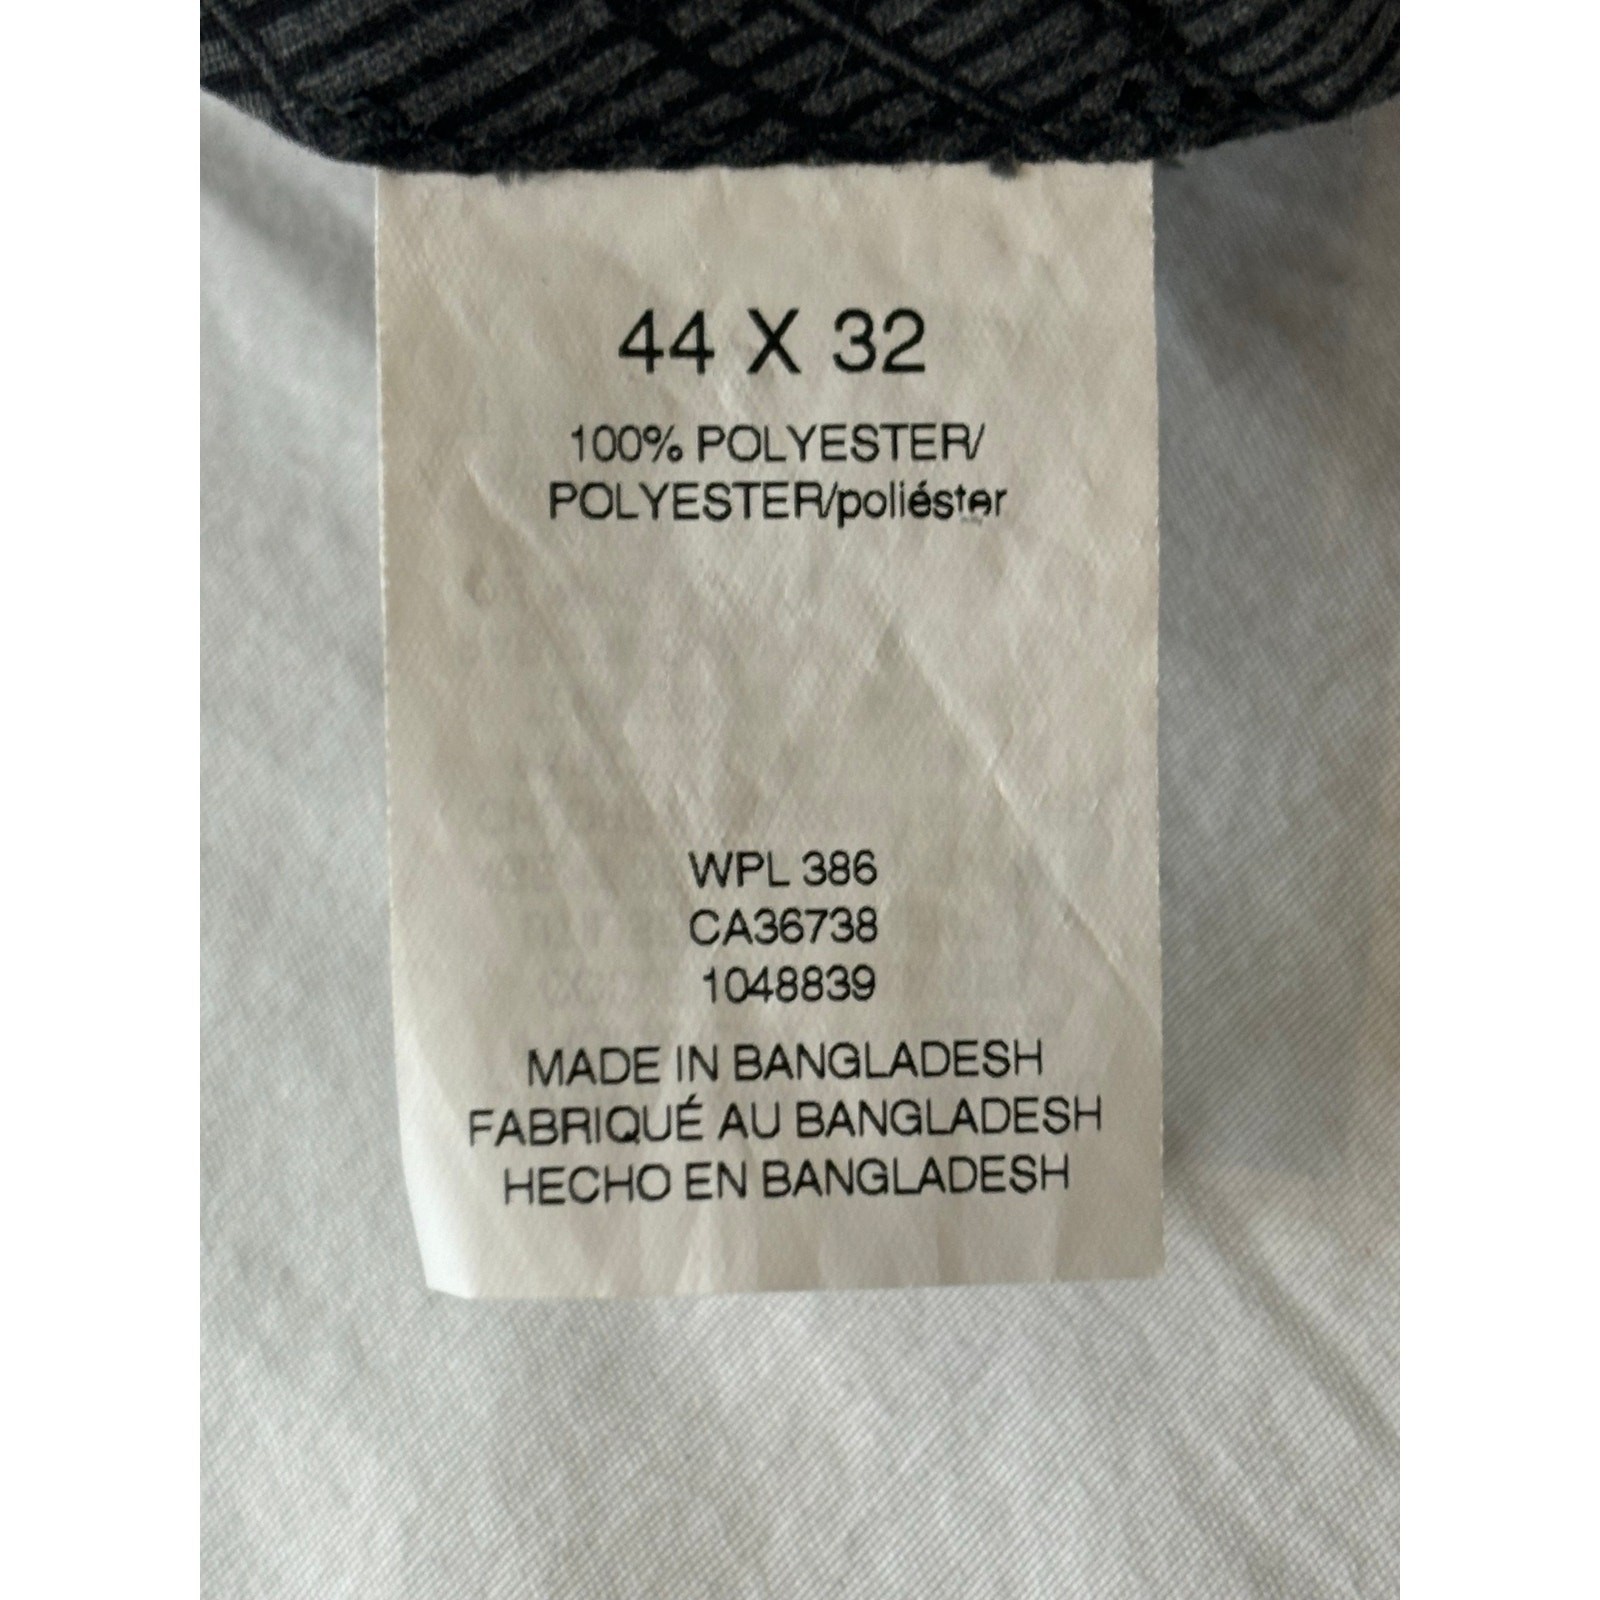 44 X 32
100% POLYESTER/
POLYESTER/poliéster
WPL 386
CA36738
1048839
MADE IN BANGLADESH
FABRIQUÉ AU BANGLADESH
HECHO EN BANGLADESH